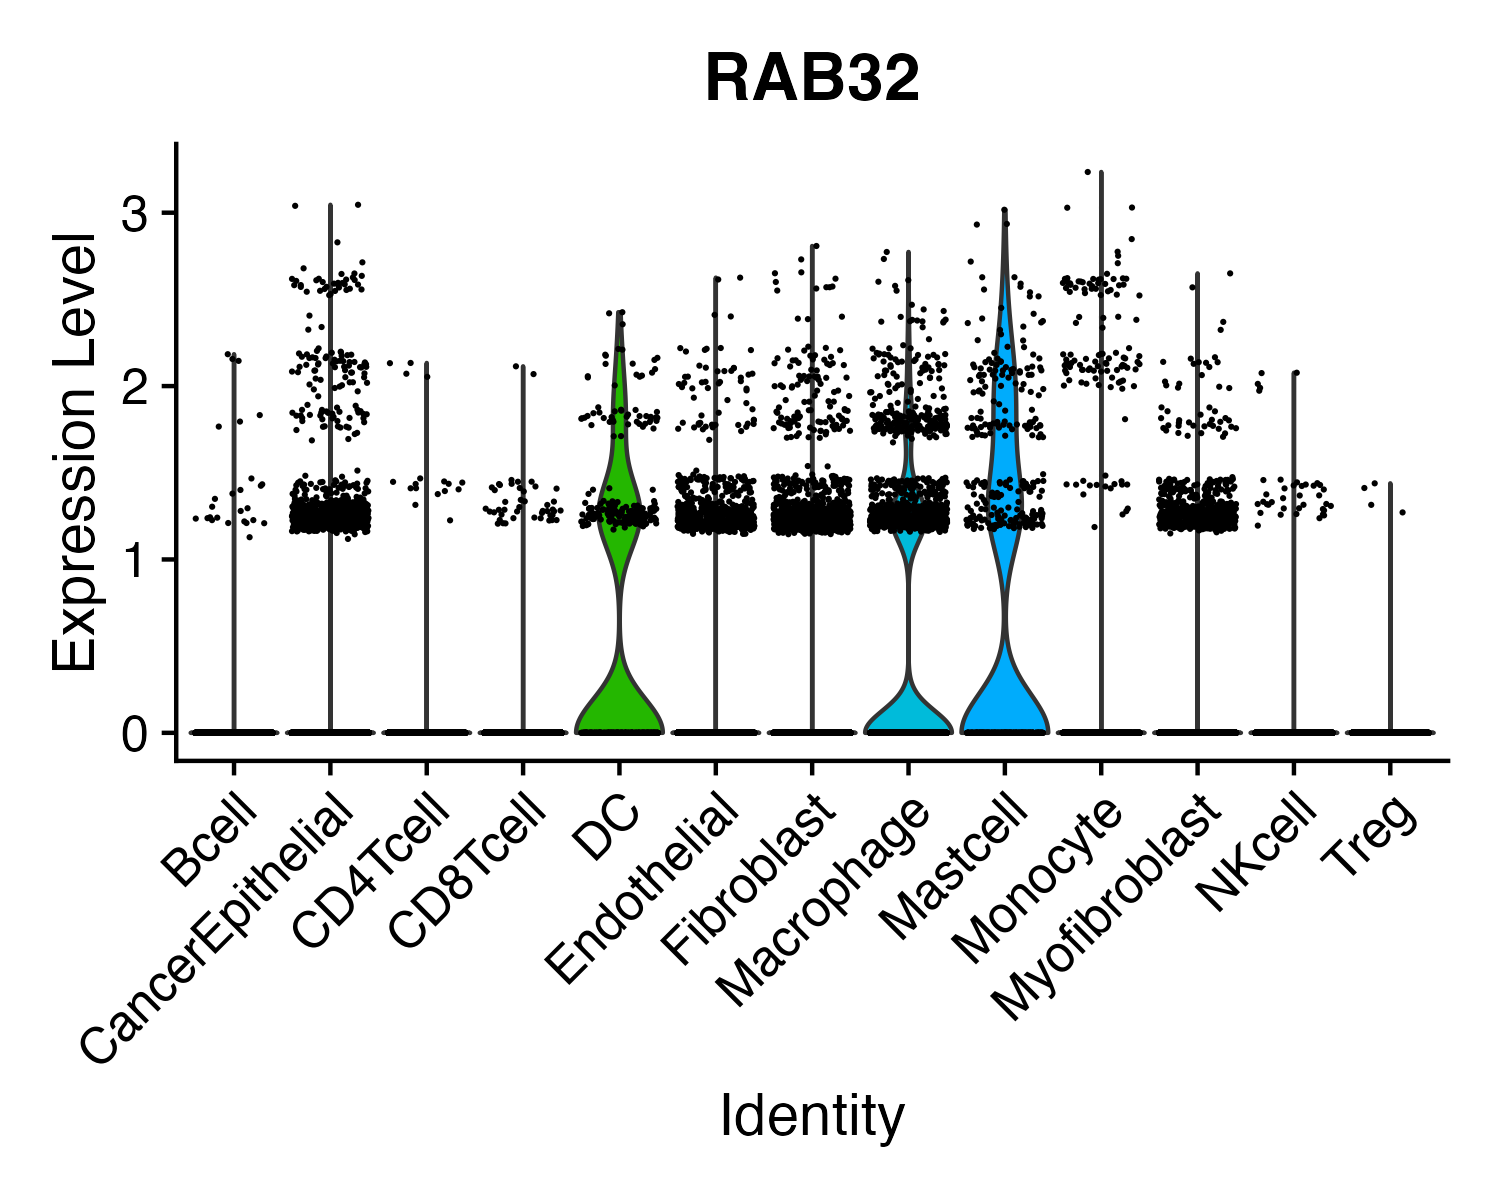 RAB32
Expression Level
3
2
1
0
Bcell
CancerEpithelial
CD4Tcell
CD8Tcell
DC
Endothelial
Fibroblast
Macrophage
Mastcell
Monocyte
Myofibroblast
NKcell
Treg
Identity